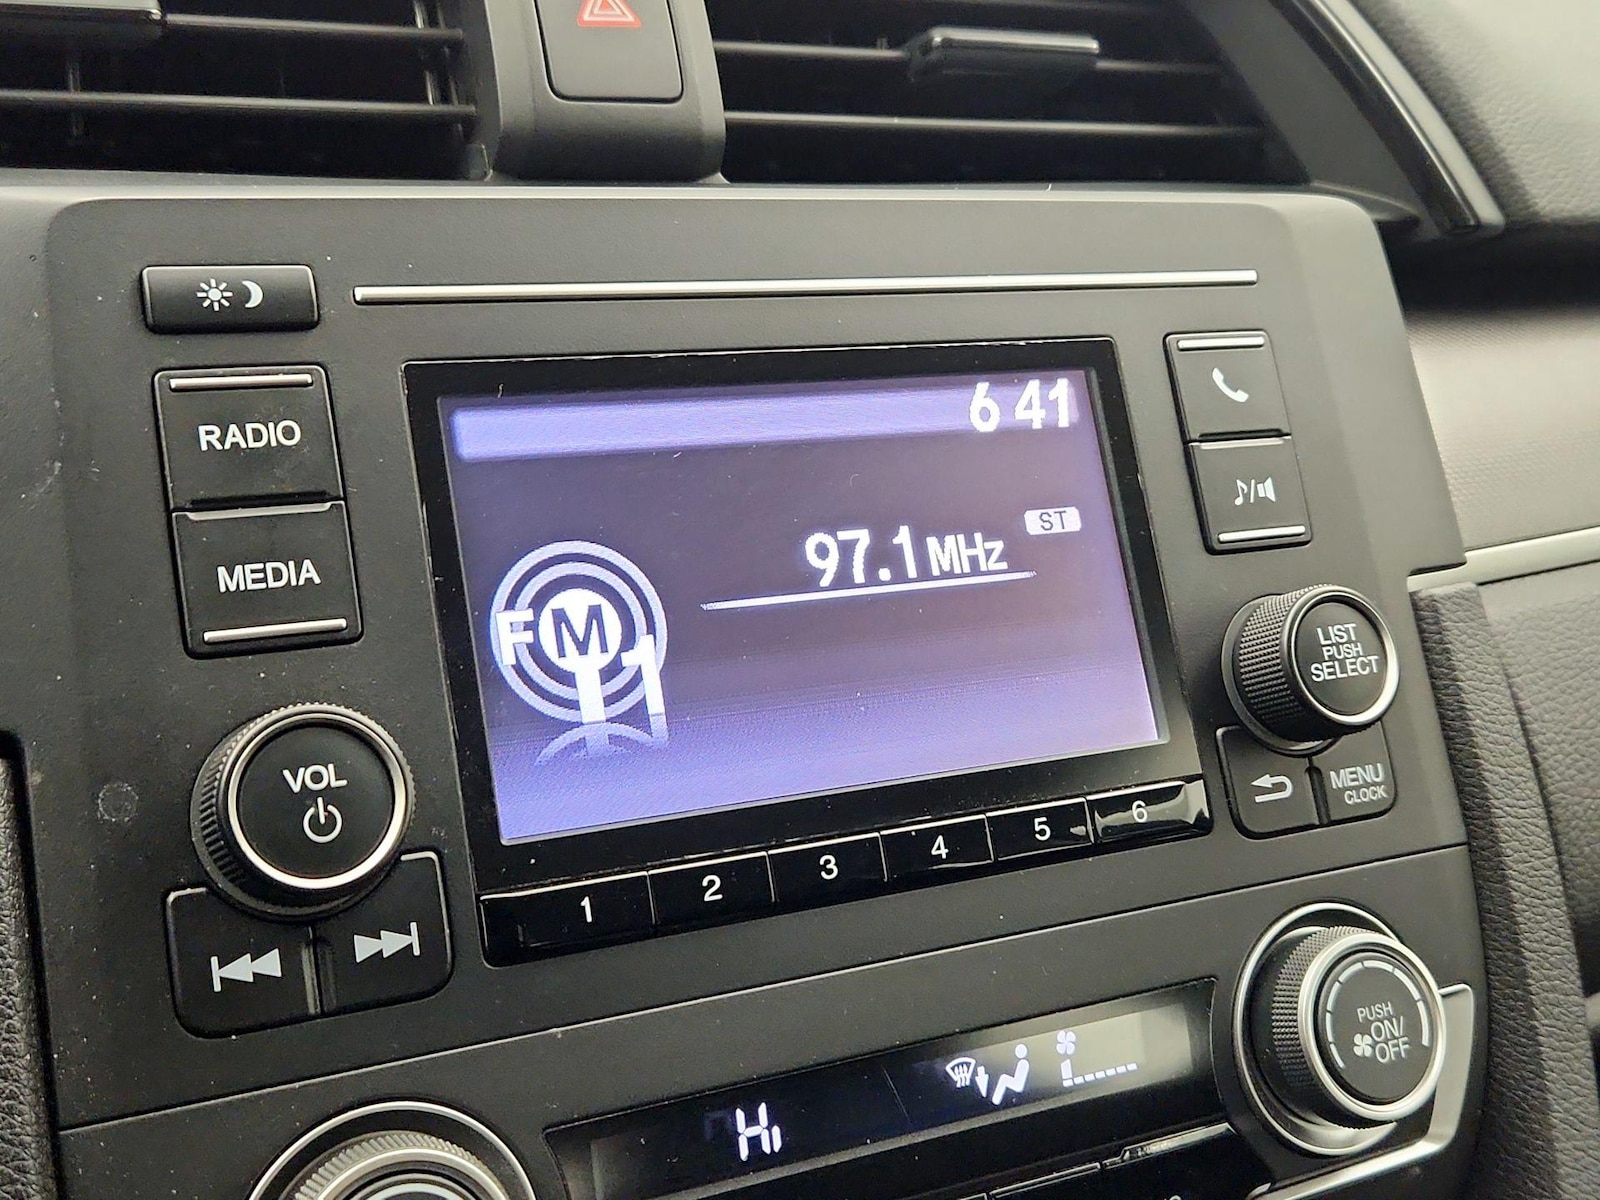 6 41
RADIO
ST
97.1 MHz
MEDIA
FM 1
LIST
PUSH
SELECT
VOL
MENU
CLOCK
1 2 3 4 5 6
PUSH
ON/
OFF
Hi